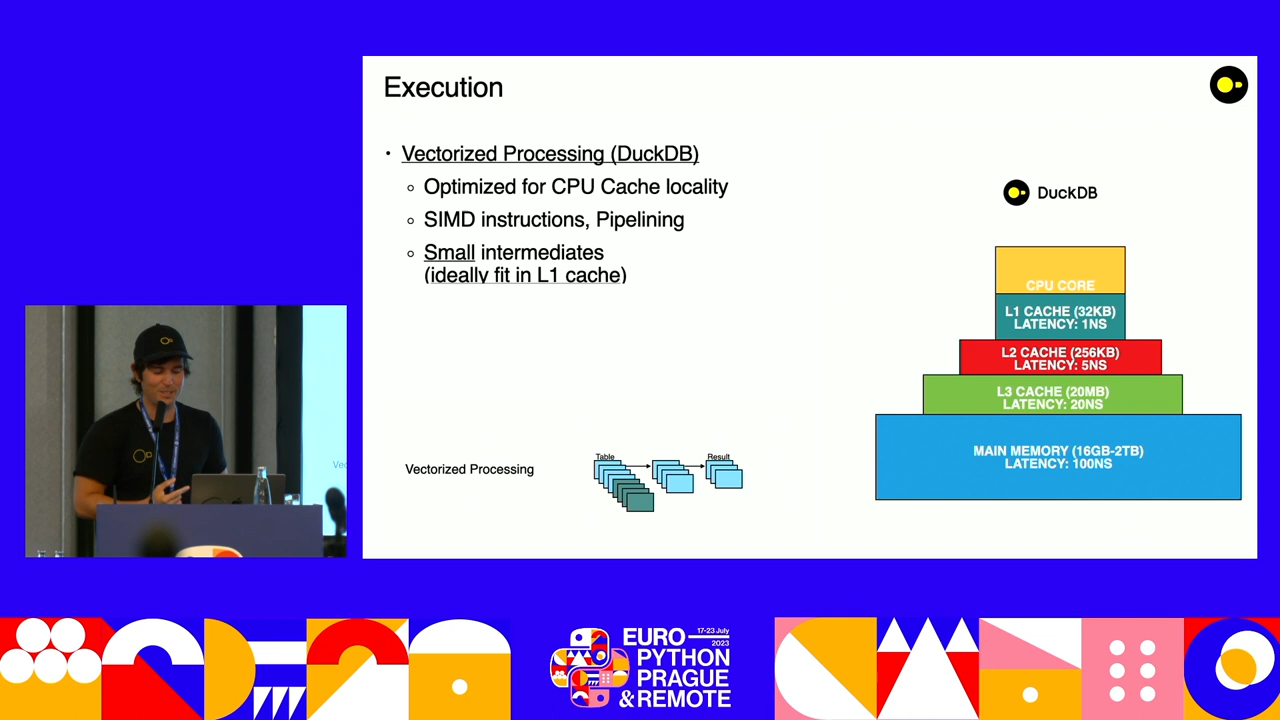 Execution
• Vectorized Processing (DuckDB)
Optimized for CPU Cache locality
SIMD instructions, Pipelining
Small intermediates
(ideally fit in L1 cache)
DuckDB
CPU CORE
L1 CACHE (32KB)
LATENCY: 1NS
L2 CACHE (256KB)
LATENCY: 5NS
L3 CACHE (20MB)
LATENCY: 20NS
MAIN MEMORY (16GB-2TB)
LATENCY: 100NS
Vectorized Processing
Table
Result
Vec
EURO 17-23 July
2023
PYTHON
PRAGUE
& REMOTE